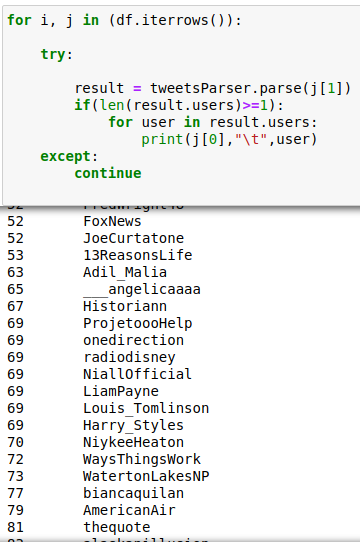 for i, j in (df.iterrows()):
try:
result = tweetsParser.parse(j[1])
if(len(result.users)>=1):
for user in result.users:
print(j[0],"\t",user)
except:
continue
52 FoxNews
52 JoeCurtatone
53 13ReasonsLife
63 Adil_Malia
65 ___angelicaaaa
67 Historiann
69 ProjetoooHelp
69 onedirection
69 radiodisney
69 NiallOfficial
69 LiamPayne
69 Louis_Tomlinson
69 Harry_Styles
70 NiykeeHeaton
72 WaysThingsWork
73 WatertonLakesNP
77 biancaquilan
79 AmericanAir
81 thequote